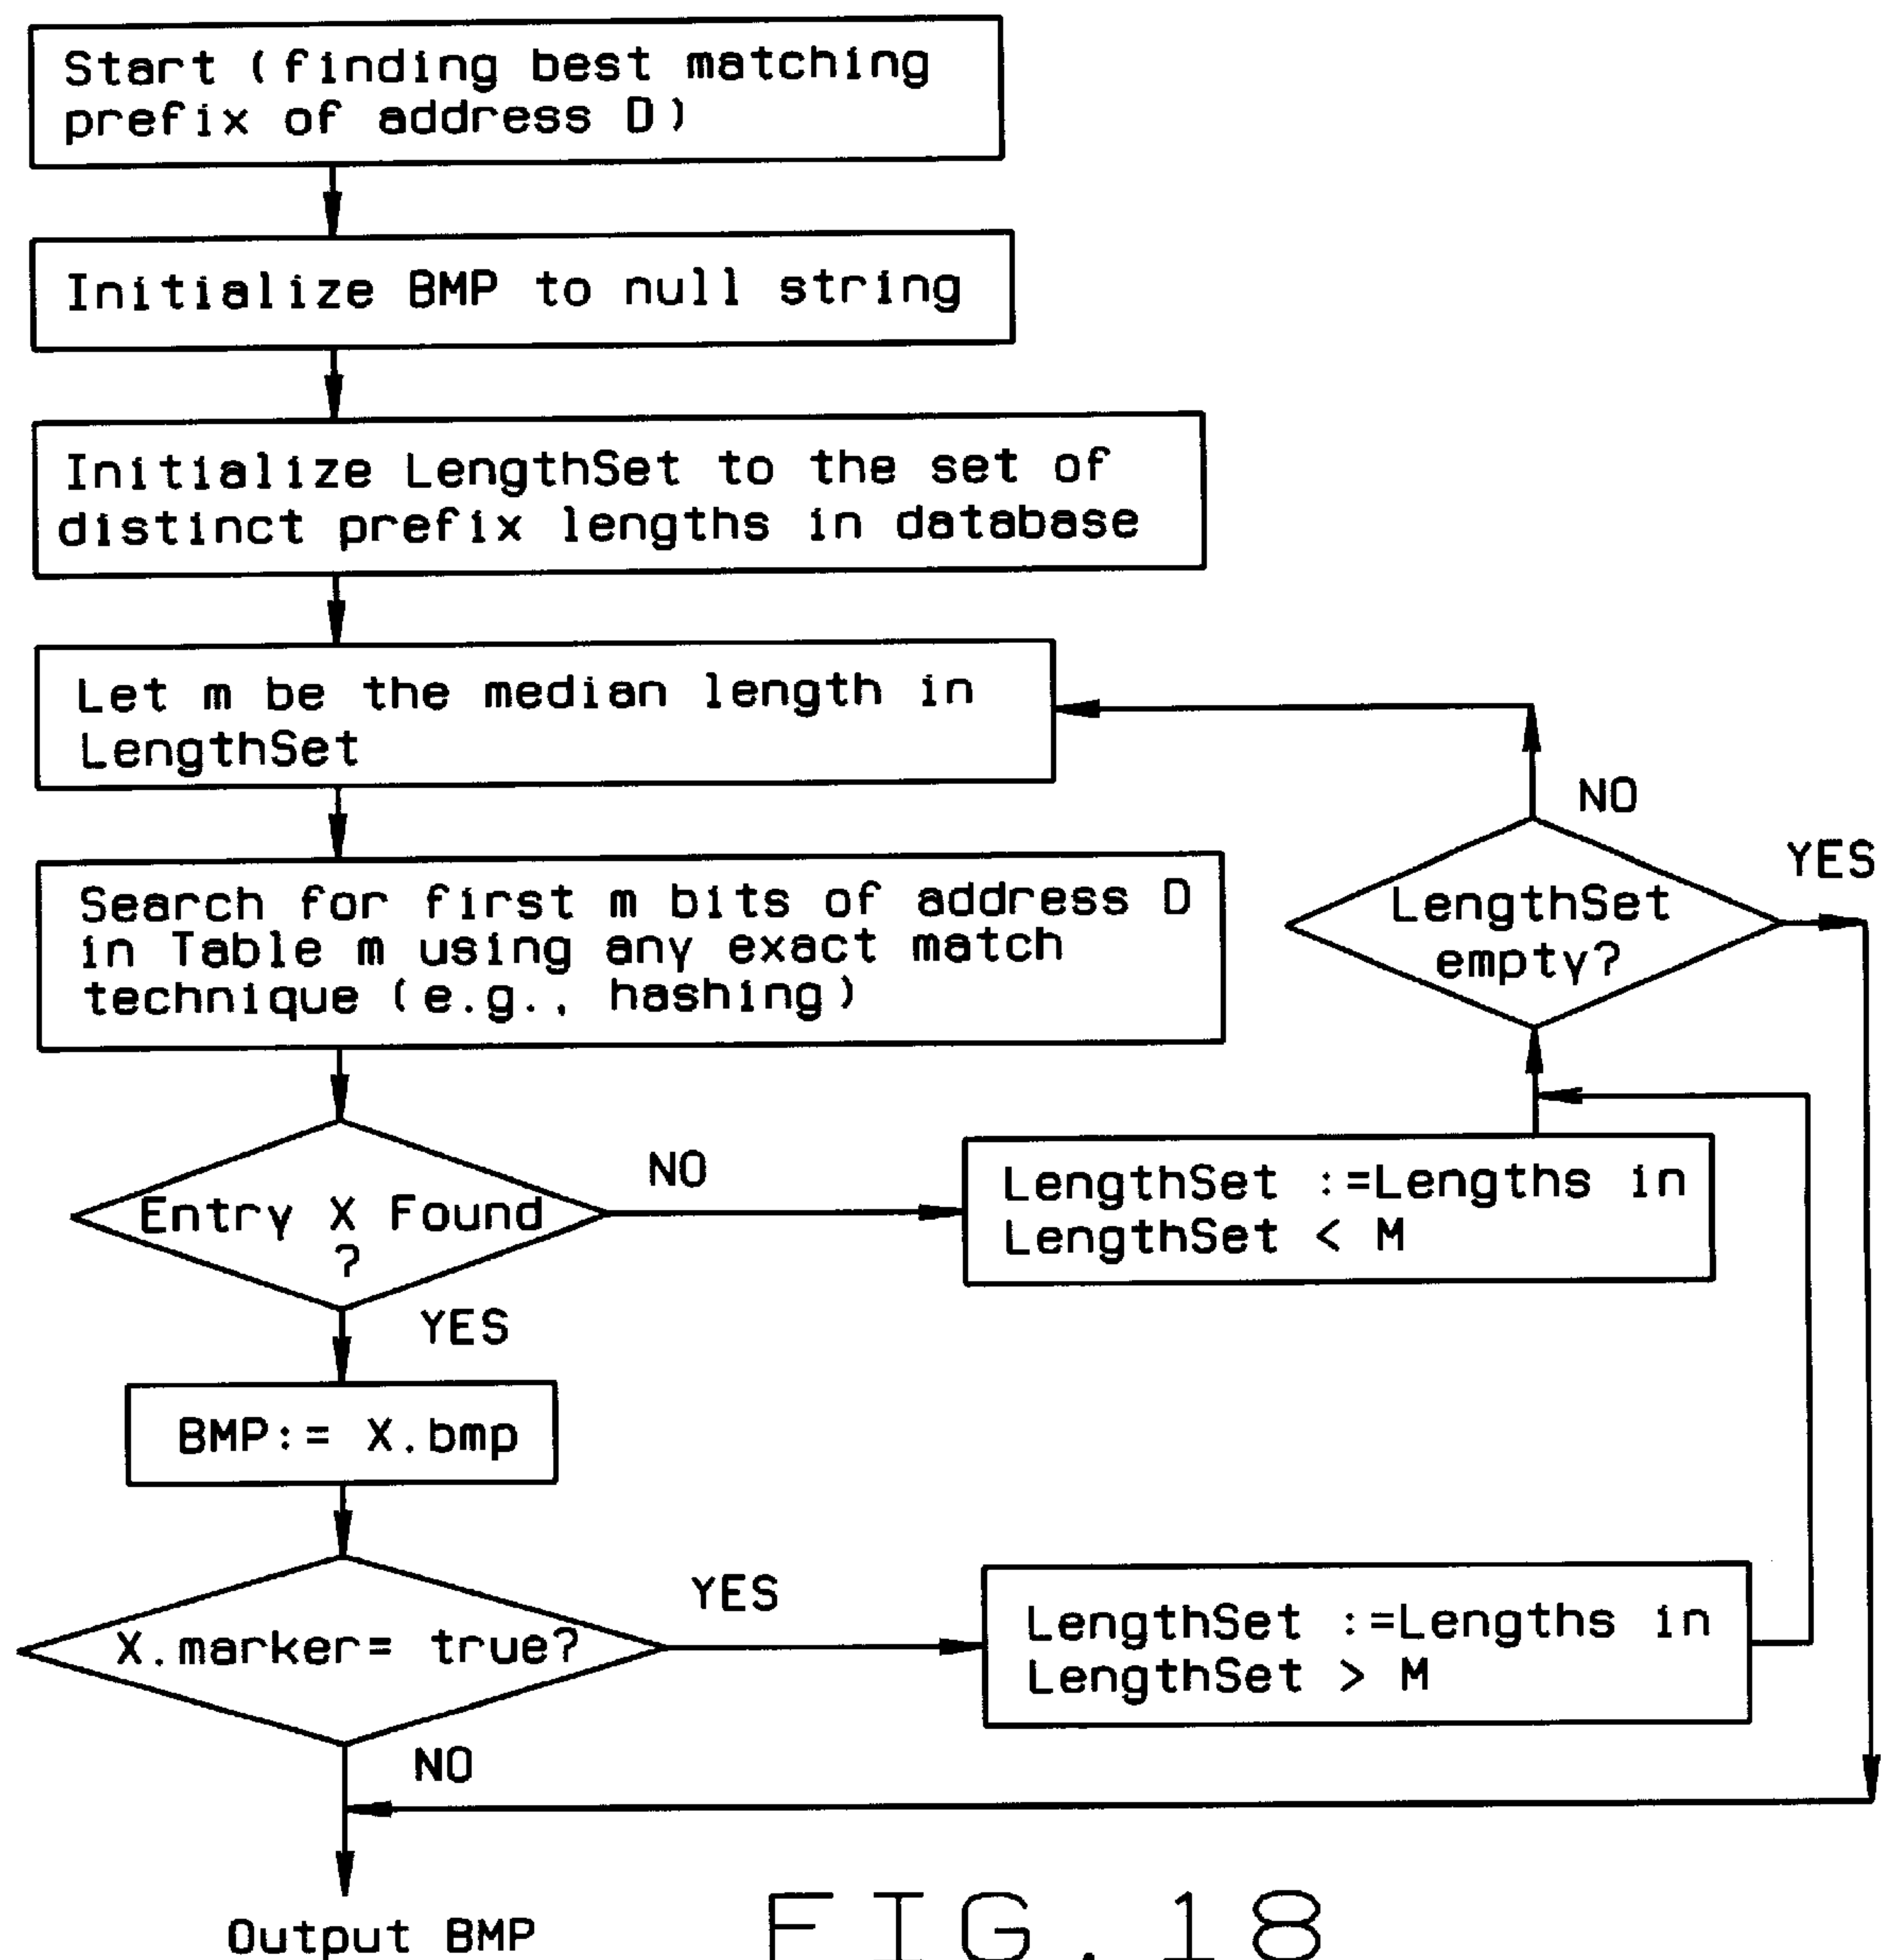 Start (finding best matching
prefix of address D)
Initialize BMP to null string
Initialize LengthSet to the set of
distinct prefix lengths in database
Let m be the median length in
LengthSet
NO
YES
Search for first m bits of address D
in Table m using any exact match
technique (e.g., hashing)
LengthSet
empty?
Entry X Found
?
NO
LengthSet :=Lengths in
LengthSet < M
YES
BMP:= X.bmp
X.marker= true?
YES
LengthSet :=Lengths in
LengthSet > M
NO
Output BMP
FIG. 18